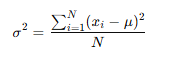 σ² = ∑ᵢ₌₁ᴺ(xᵢ − μ)² / N